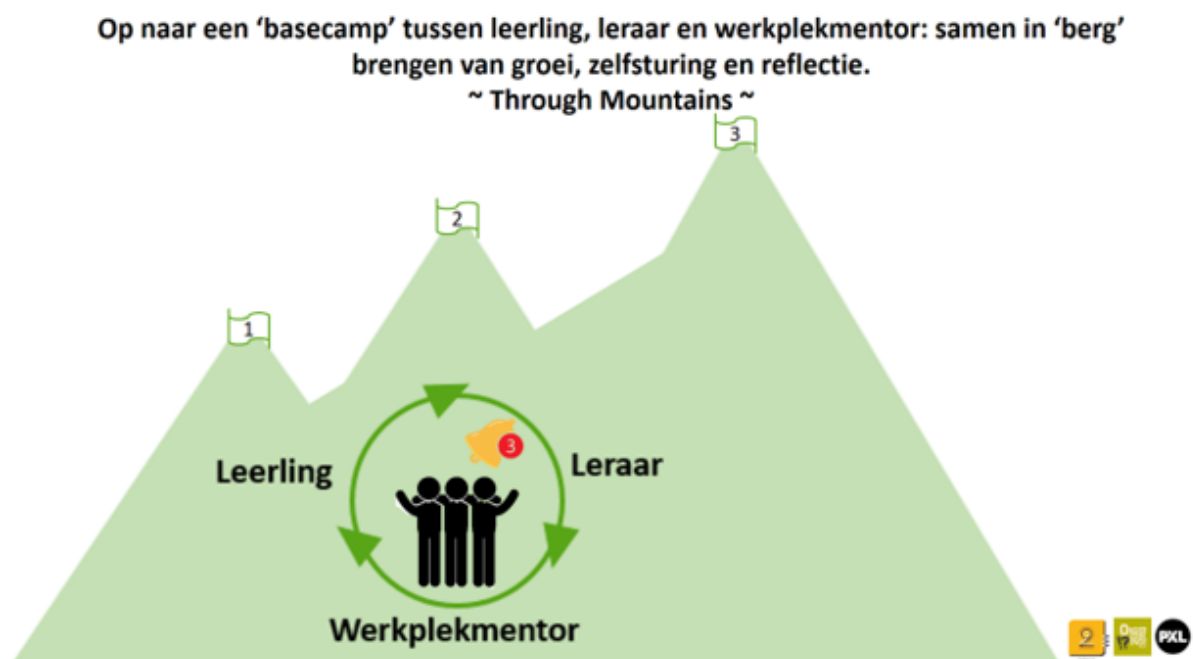 Op naar een ‘basecamp’ tussen leerling, leraar en werkplekmentor: samen in ‘berg’
brengen van groei, zelfsturing en reflectie.
~ Through Mountains ~
3
2
1
3
Leerling
Leraar
Werkplekmentor
2
PXL